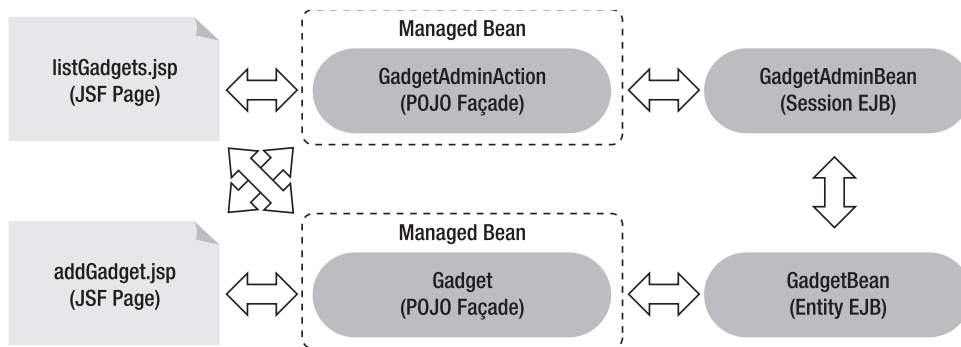 listGadgets.jsp
(JSF Page)
Managed Bean
GadgetAdminAction
(POJO Façade)
GadgetAdminBean
(Session EJB)
addGadget.jsp
(JSF Page)
Managed Bean
Gadget
(POJO Façade)
GadgetBean
(Entity EJB)